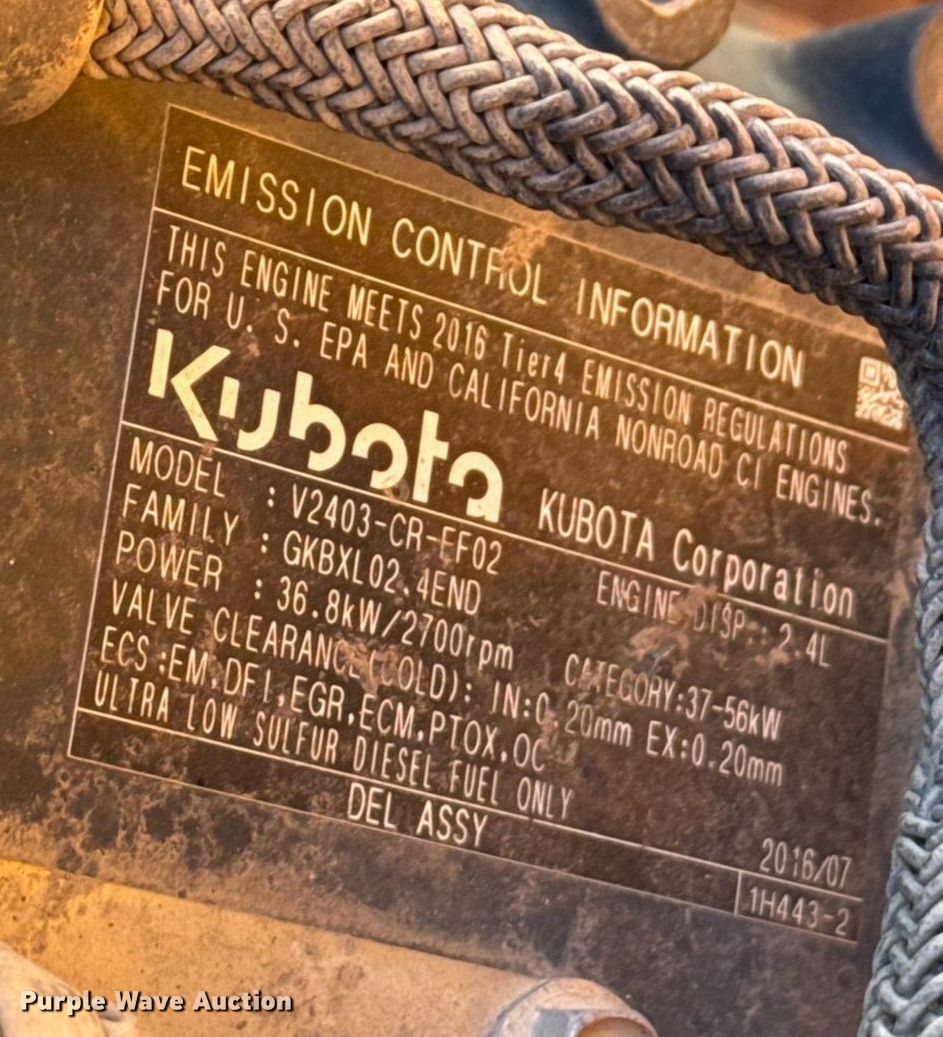 EMISSION CONTROL INFORMATION
THIS ENGINE MEETS 2016 Tier4 EMISSION REGULATIONS
FOR U. S. EPA AND CALIFORNIA NONROAD CI ENGINES.
Kubota KUBOTA Corporation
MODEL : V2403-CR-EF02 ENGINE DISP.: 2.4L
FAMILY : GKBXL02.4END
POWER : 36.8kW/2700rpm CATEGORY:37-56kW
VALVE CLEARANCE(COLD): IN:0.20mm EX:0.20mm
ECS:EM,DFI,EGR,ECM,PTOX,OC
ULTRA LOW SULFUR DIESEL FUEL ONLY
DEL ASSY 2016/07
1H443-2
Purple Wave Auction